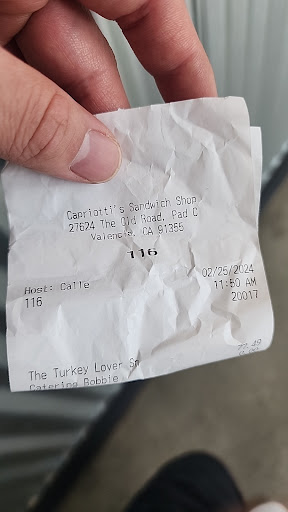 Capriotti's Sandwich Shop
27624 The Old Road, Pad C
Valencia, CA 91355
116
Host: Calle 02/25/2024
116 11:50 AM
20017
The Turkey Lover Sm
Catering Bobbie